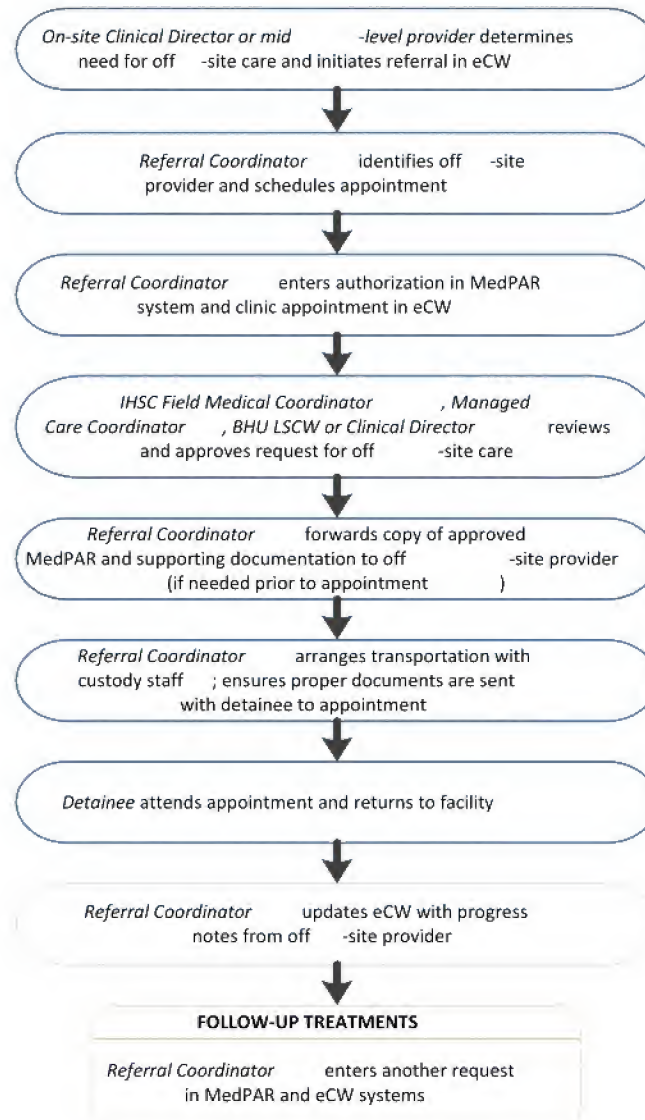 On-site Clinical Director or mid -level provider determines
need for off -site care and initiates referral in eCW
Referral Coordinator identifies off -site
provider and schedules appointment
Referral Coordinator enters authorization in MedPAR
system and clinic appointment in eCW
IHSC Field Medical Coordinator , Managed
Care Coordinator , BHU LSCW or Clinical Director reviews
and approves request for off -site care
Referral Coordinator forwards copy of approved
MedPAR and supporting documentation to off -site provider
(if needed prior to appointment )
Referral Coordinator arranges transportation with
custody staff ; ensures proper documents are sent
with detainee to appointment
Detainee attends appointment and returns to facility
Referral Coordinator updates eCW with progress
notes from off -site provider
FOLLOW-UP TREATMENTS
Referral Coordinator enters another request
in MedPAR and eCW systems